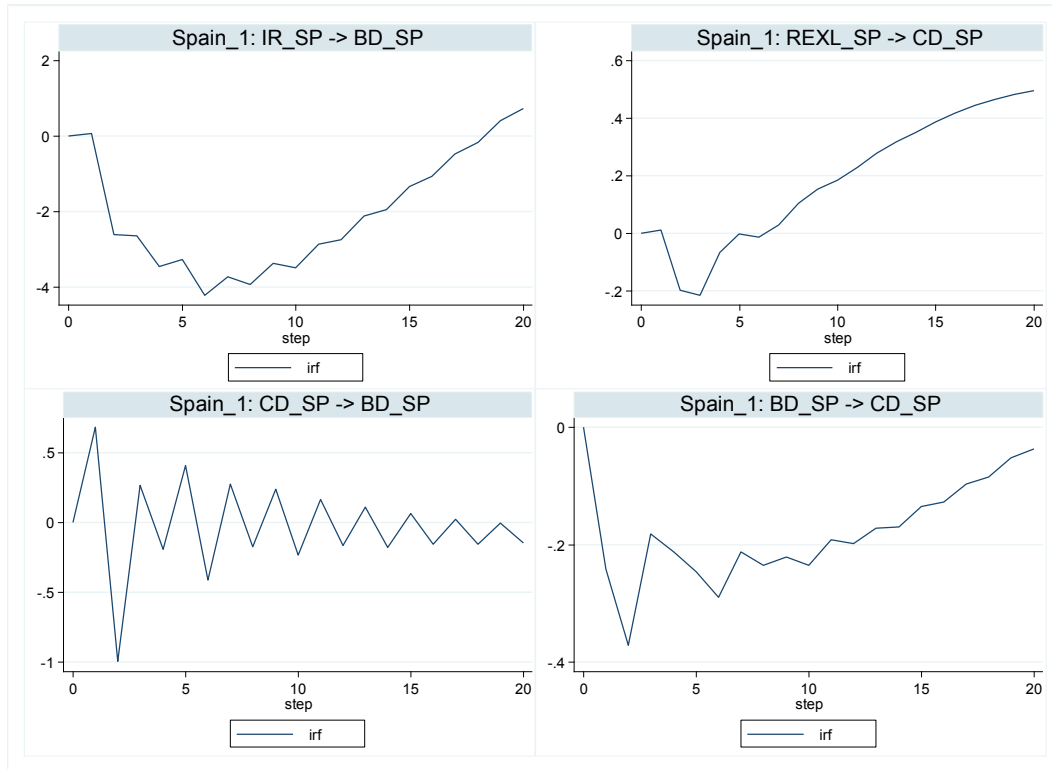 Spain_1: IR_SP -> BD_SP
2
0
-2
-4
0 5 10 15 20
step
irf
Spain_1: REXL_SP -> CD_SP
.6
.4
.2
0
-.2
0 5 10 15 20
step
irf
Spain_1: CD_SP -> BD_SP
.5
0
-.5
-1
0 5 10 15 20
step
irf
Spain_1: BD_SP -> CD_SP
0
-.2
-.4
0 5 10 15 20
step
irf